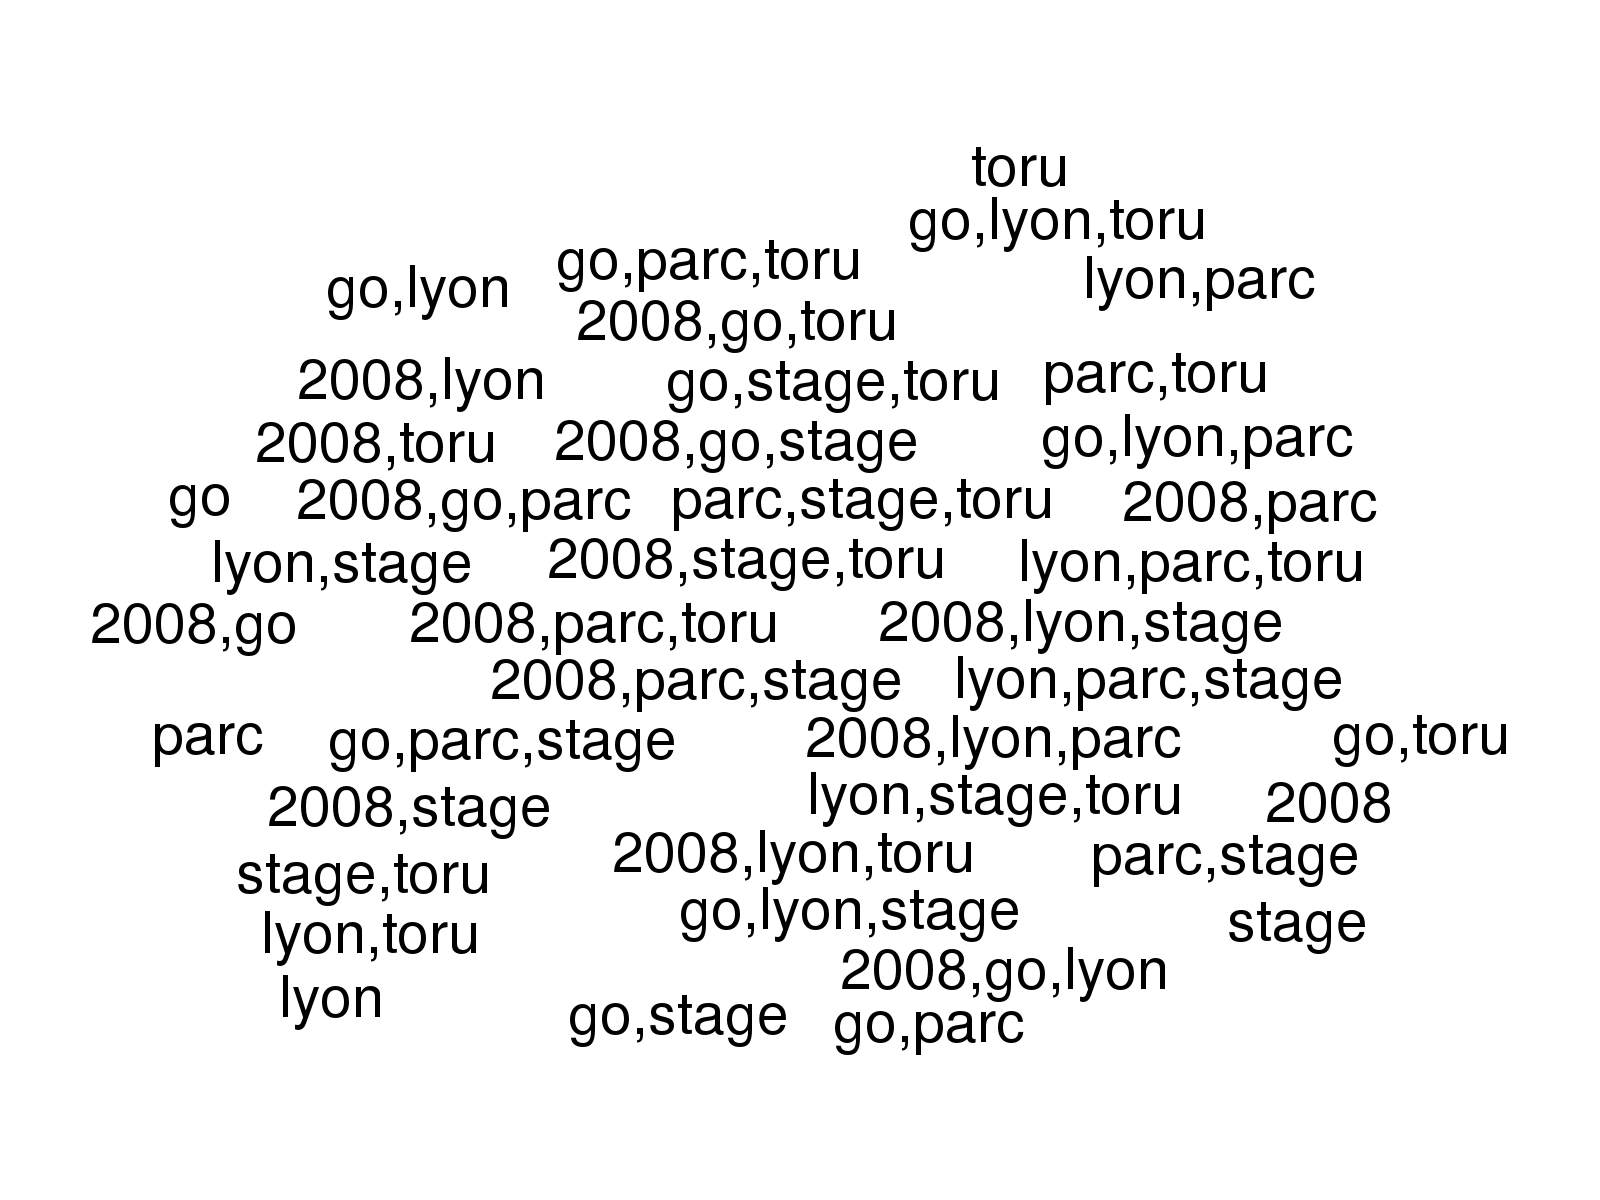 toru
go,lyon,toru
go,parc,toru
lyon,parc
go,lyon
2008,go,toru
2008,lyon
go,stage,toru
parc,toru
2008,toru
2008,go,stage
go,lyon,parc
go
2008,go,parc
parc,stage,toru
2008,parc
lyon,stage
2008,stage,toru
lyon,parc,toru
2008,go
2008,parc,toru
2008,lyon,stage
2008,parc,stage
lyon,parc,stage
parc
go,parc,stage
2008,lyon,parc
go,toru
2008,stage
lyon,stage,toru
2008
stage,toru
2008,lyon,toru
parc,stage
lyon,toru
go,lyon,stage
stage
lyon
2008,go,lyon
go,stage
go,parc